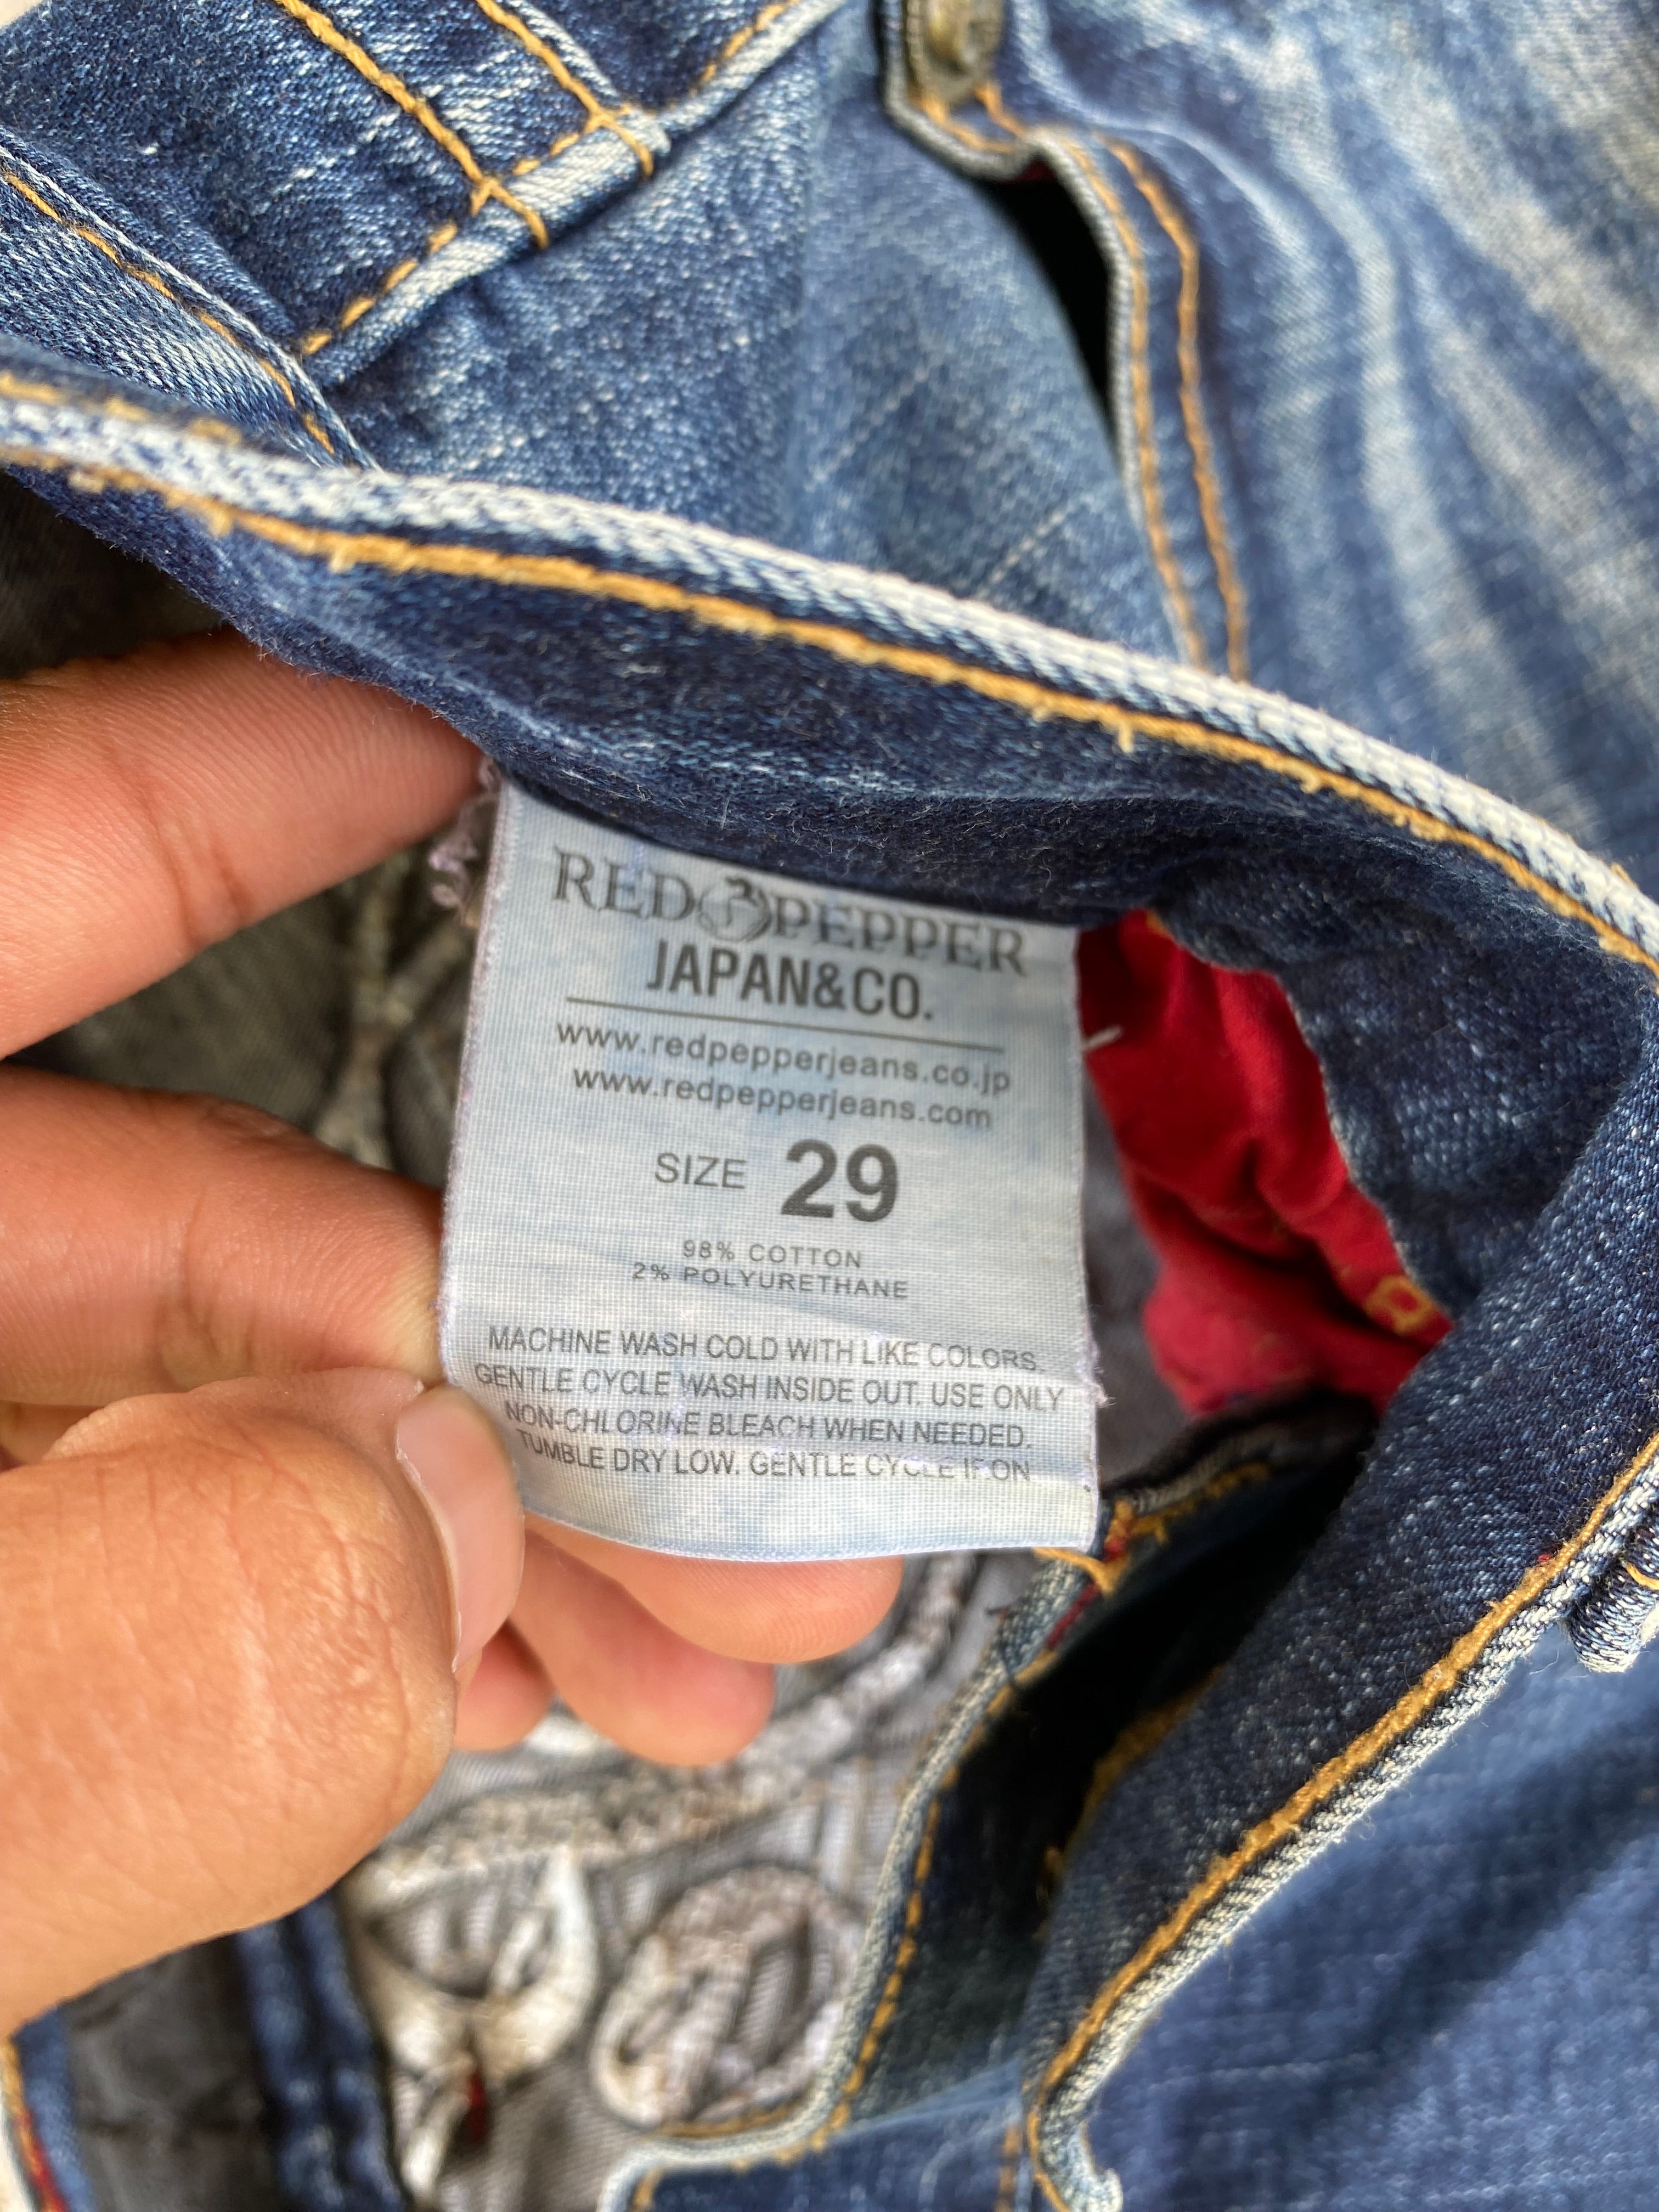 RED PEPPER
JAPAN&CO.
www.redpepperjeans.co.jp
www.redpepperjeans.com
SIZE 29
98% COTTON
2% POLYURETHANE
MACHINE WASH COLD WITH LIKE COLORS.
GENTLE CYCLE WASH INSIDE OUT. USE ONLY
NON-CHLORINE BLEACH WHEN NEEDED.
TUMBLE DRY LOW. GENTLE CYCLE IF.ON